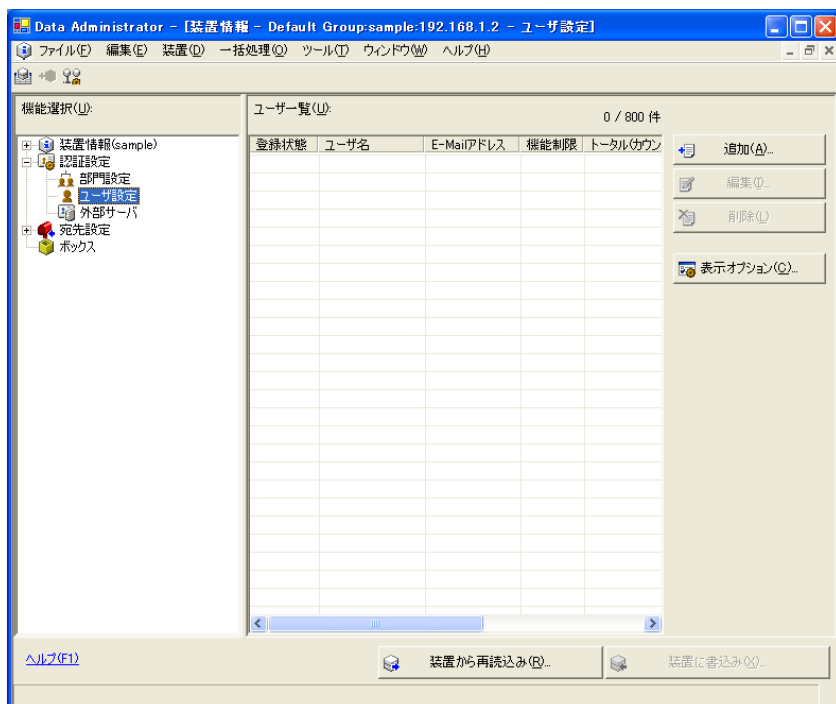 Data Administrator - [装置情報 - Default Group:sample:192.168.1.2 - ユーザ設定]
ファイル(F) 編集(E) 装置(D) 一括処理(O) ツール(T) ウィンドウ(W) ヘルプ(H)
機能選択(U):
ユーザー覧(U):
0 / 800 件
装置情報(sample)
認証設定
部門設定
ユーザ設定
外部サーバ
宛先設定
ボックス
登録状態 ユーザ名 E-Mailアドレス 機能制限 トータル(カウン
追加(A)...
編集(I)...
削除(L)
表示オプション(C)...
ヘルプ(F1)
装置から再読込み(R)...
装置に書込み(X)...